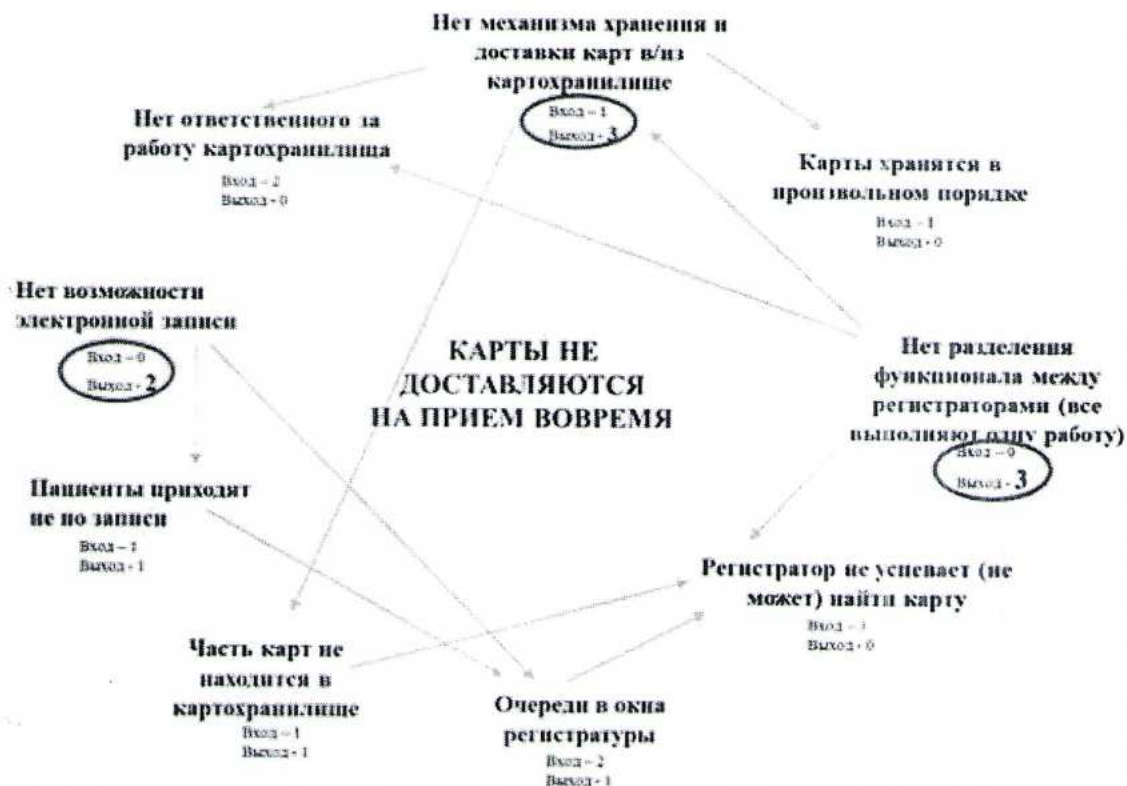 Нет механизма хранения и
доставки карт в/из
картохранилище
Вход – 1
Выход - 3
Нет ответственного за
работу картохранилища
Вход – 2
Выход - 0
Карты хранятся в
произвольном порядке
Вход – 1
Выход - 0
Нет возможности
электронной записи
Вход – 0
Выход - 2
КАРТЫ НЕ
ДОСТАВЛЯЮТСЯ
НА ПРИЕМ ВОВРЕМЯ
Нет разделения
функционала между
регистраторами (все
выполняют одну работу)
Вход – 0
Выход - 3
Пациенты приходят
не по записи
Вход – 1
Выход - 1
Регистратор не успевает (не
может) найти карту
Вход –
Выход - 0
Часть карт не
находится в
картохранилище
Вход – 1
Выход - 1
Очереди в окна
регистратуры
Вход – 2
Выход - 1